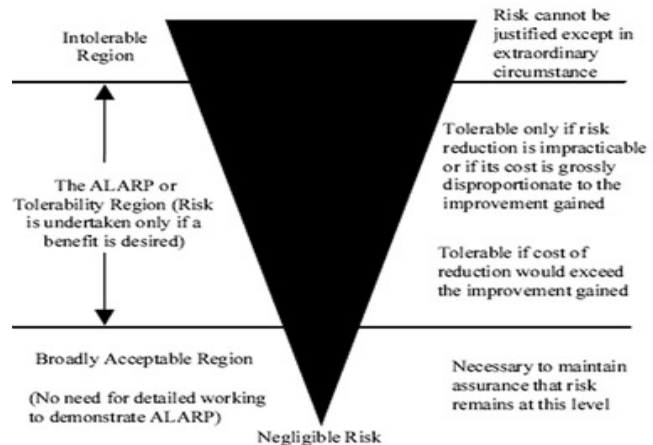 Intolerable
Region
Risk cannot be
justified except in
extraordinary
circumstance
The ALARP or
Tolerability Region (Risk
is undertaken only if a
benefit is desired)
Tolerable only if risk
reduction is impracticable
or if its cost is grossly
disproportionate to the
improvement gained
Tolerable if cost of
reduction would exceed
the improvement gained
Broadly Acceptable Region
(No need for detailed working
to demonstrate ALARP)
Necessary to maintain
assurance that risk
remains at this level
Negligible Risk